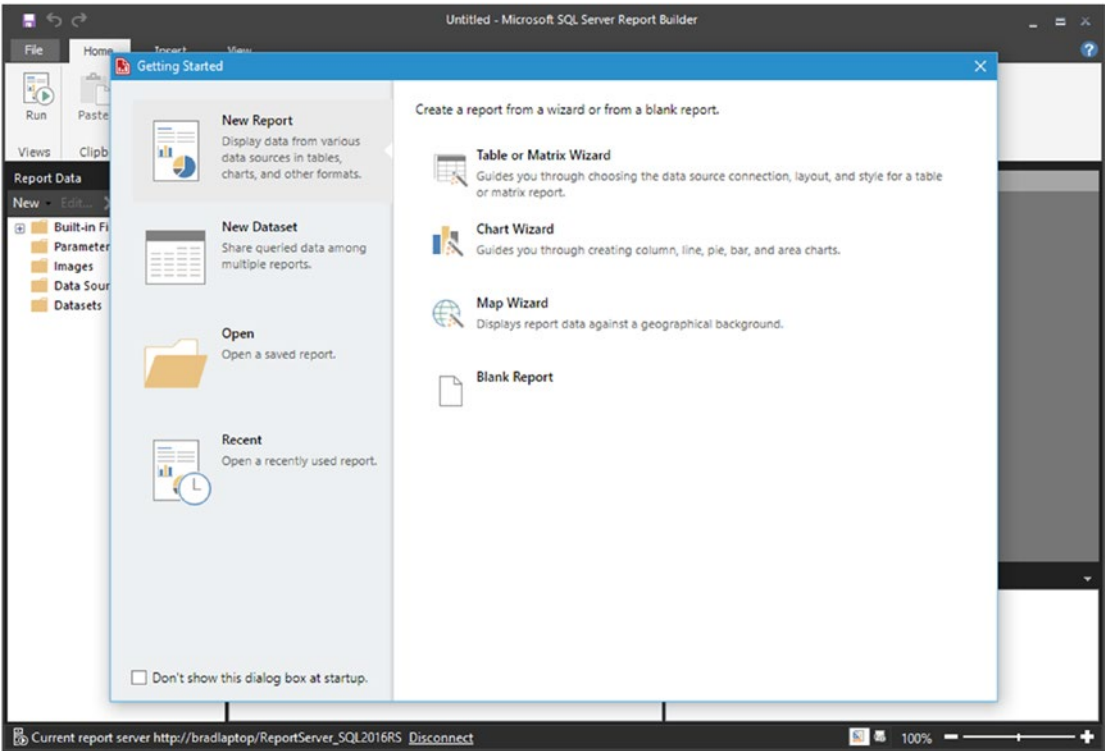 Untitled - Microsoft SQL Server Report Builder
File Home Insert View
Getting Started
Run
Paste
Views
Clipb
Report Data
New Edit...
Built-in Fi
Parameter
Images
Data Sour
Datasets
New Report
Display data from various
data sources in tables,
charts, and other formats.
New Dataset
Share queried data among
multiple reports.
Open
Open a saved report.
Recent
Open a recently used report.
Don't show this dialog box at startup.
Create a report from a wizard or from a blank report.
Table or Matrix Wizard
Guides you through choosing the data source connection, layout, and style for a table
or matrix report.
Chart Wizard
Guides you through creating column, line, pie, bar, and area charts.
Map Wizard
Displays report data against a geographical background.
Blank Report
Current report server http://bradlaptop/ReportServer_SQL2016RS Disconnect
100%